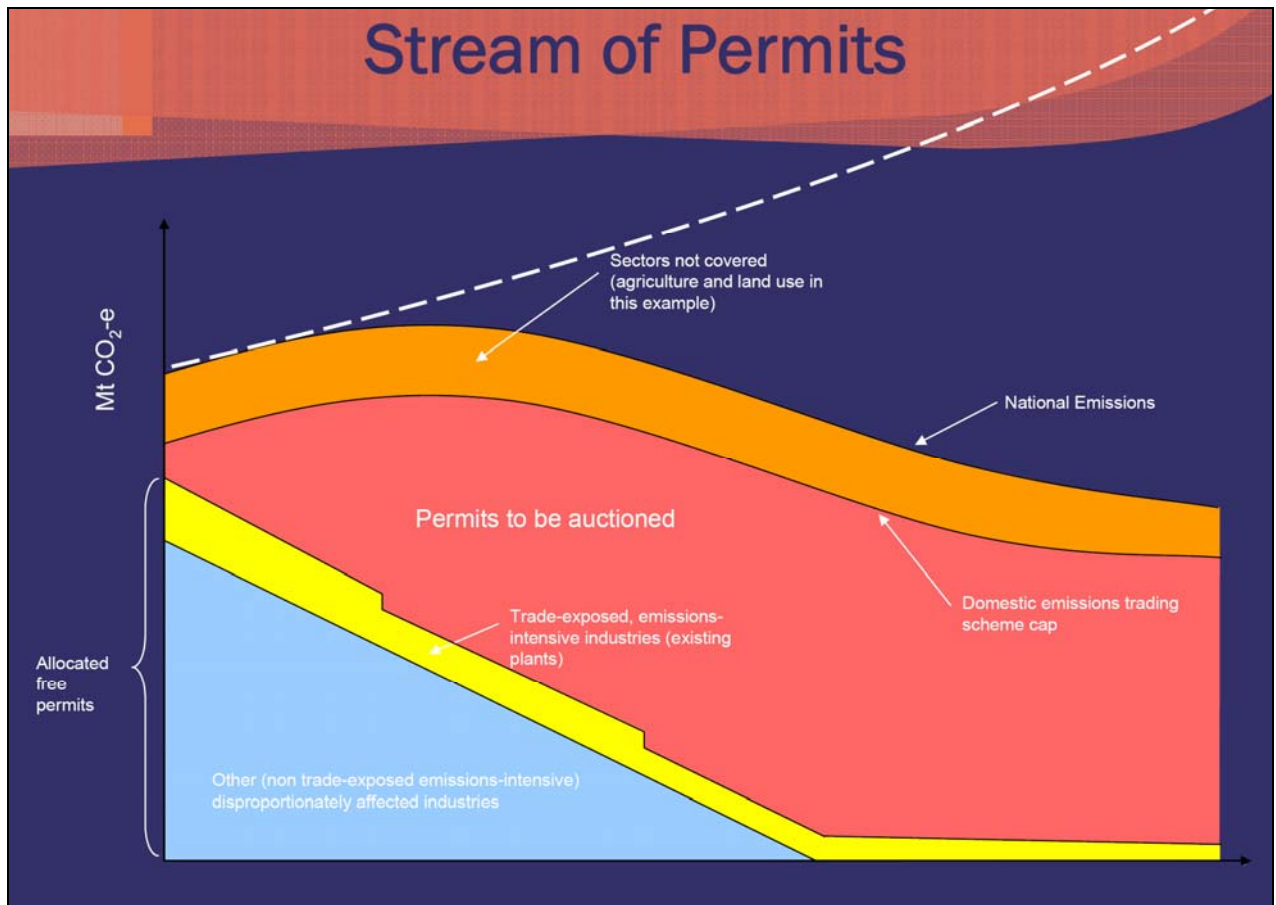 Stream of Permits
Mt CO₂-e
Sectors not covered
(agriculture and land use in
this example)
National Emissions
Permits to be auctioned
Domestic emissions trading
scheme cap
Trade-exposed, emissions-
intensive industries (existing
plants)
Allocated
free
permits
Other (non trade-exposed emissions-intensive)
disproportionately affected industries